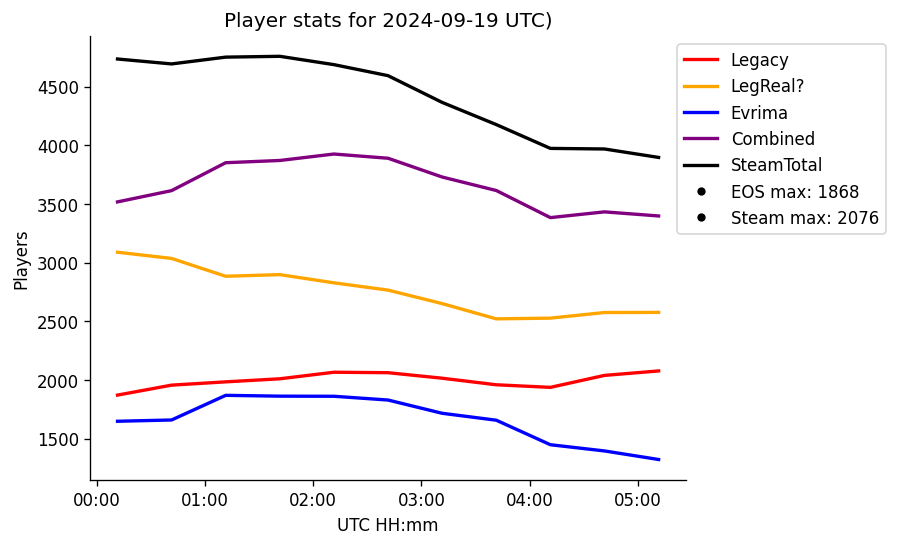 Player stats for 2024-09-19 UTC)
Legacy
LegReal?
Evrima
Combined
SteamTotal
EOS max: 1868
Steam max: 2076
Players
4500
4000
3500
3000
2500
2000
1500
00:00 01:00 02:00 03:00 04:00 05:00
UTC HH:mm